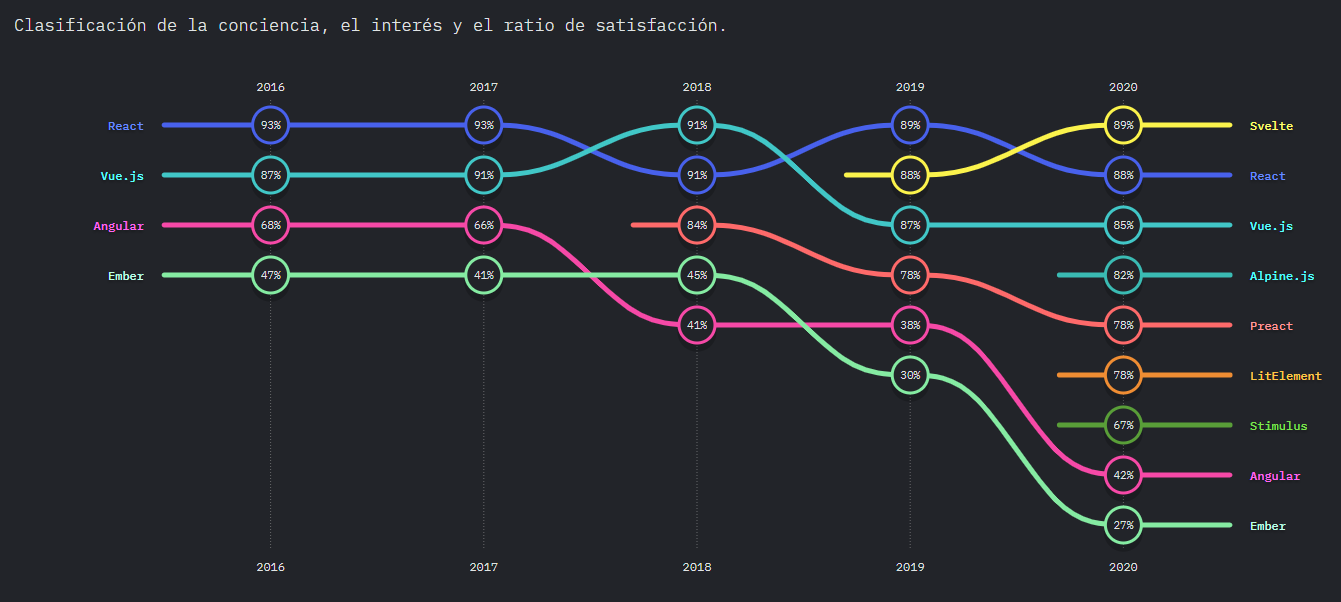 Clasificación de la conciencia, el interés y el ratio de satisfacción.
2016 2017 2018 2019 2020
React 93% 93% 91% 89% 89% Svelte
Vue.js 87% 91% 91% 88% 88% React
Angular 68% 66% 84% 87% 85% Vue.js
Ember 47% 41% 45% 78% 82% Alpine.js
41% 38% 78% Preact
30% 78% LitElement
67% Stimulus
42% Angular
27% Ember
2016 2017 2018 2019 2020